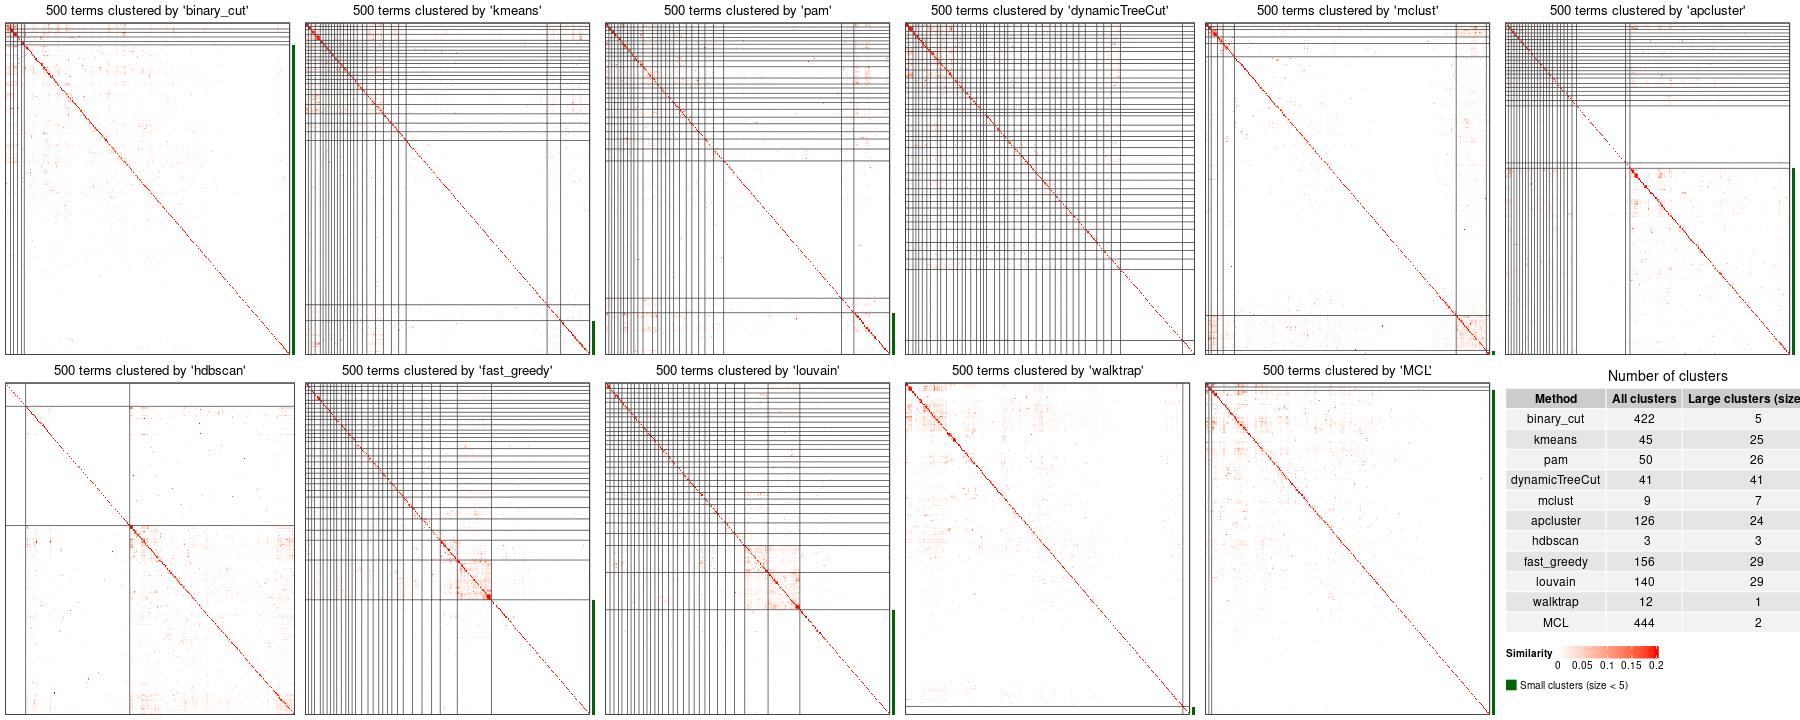 500 terms clustered by 'binary_cut'
500 terms clustered by 'kmeans'
500 terms clustered by 'pam'
500 terms clustered by 'dynamicTreeCut'
500 terms clustered by 'mclust'
500 terms clustered by 'apcluster'
500 terms clustered by 'hdbscan'
500 terms clustered by 'fast_greedy'
500 terms clustered by 'louvain'
500 terms clustered by 'walktrap'
500 terms clustered by 'MCL'
Number of clusters
Method All clusters Large clusters (size
binary_cut 422 5
kmeans 45 25
pam 50 26
dynamicTreeCut 41 41
mclust 9 7
apcluster 126 24
hdbscan 3 3
fast_greedy 156 29
louvain 140 29
walktrap 12 1
MCL 444 2
Similarity
0 0.05 0.1 0.15 0.2
Small clusters (size < 5)